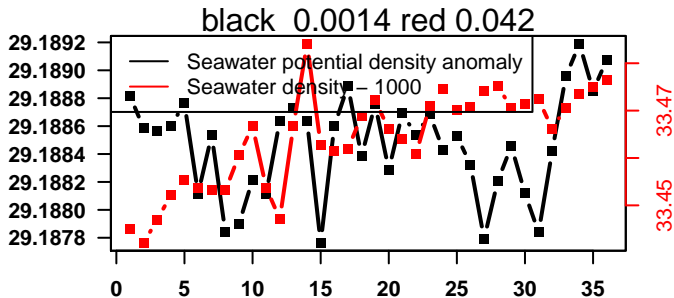 black  0.0014 red 0.042
29.1892
29.1890
29.1888
29.1886
29.1884
29.1882
29.1880
29.1878
Seawater potential density anomaly
Seawater density – 1000
33.47
33.45
0 5 10 15 20 25 30 35